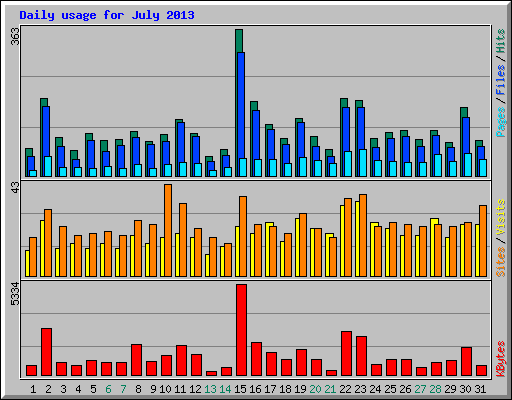 Daily usage for July 2013
363
Pages / Files / Hits
43
Sites / Visits
5334
KBytes
1 2 3 4 5 6 7 8 9 10 11 12 13 14 15 16 17 18 19 20 21 22 23 24 25 26 27 28 29 30 31